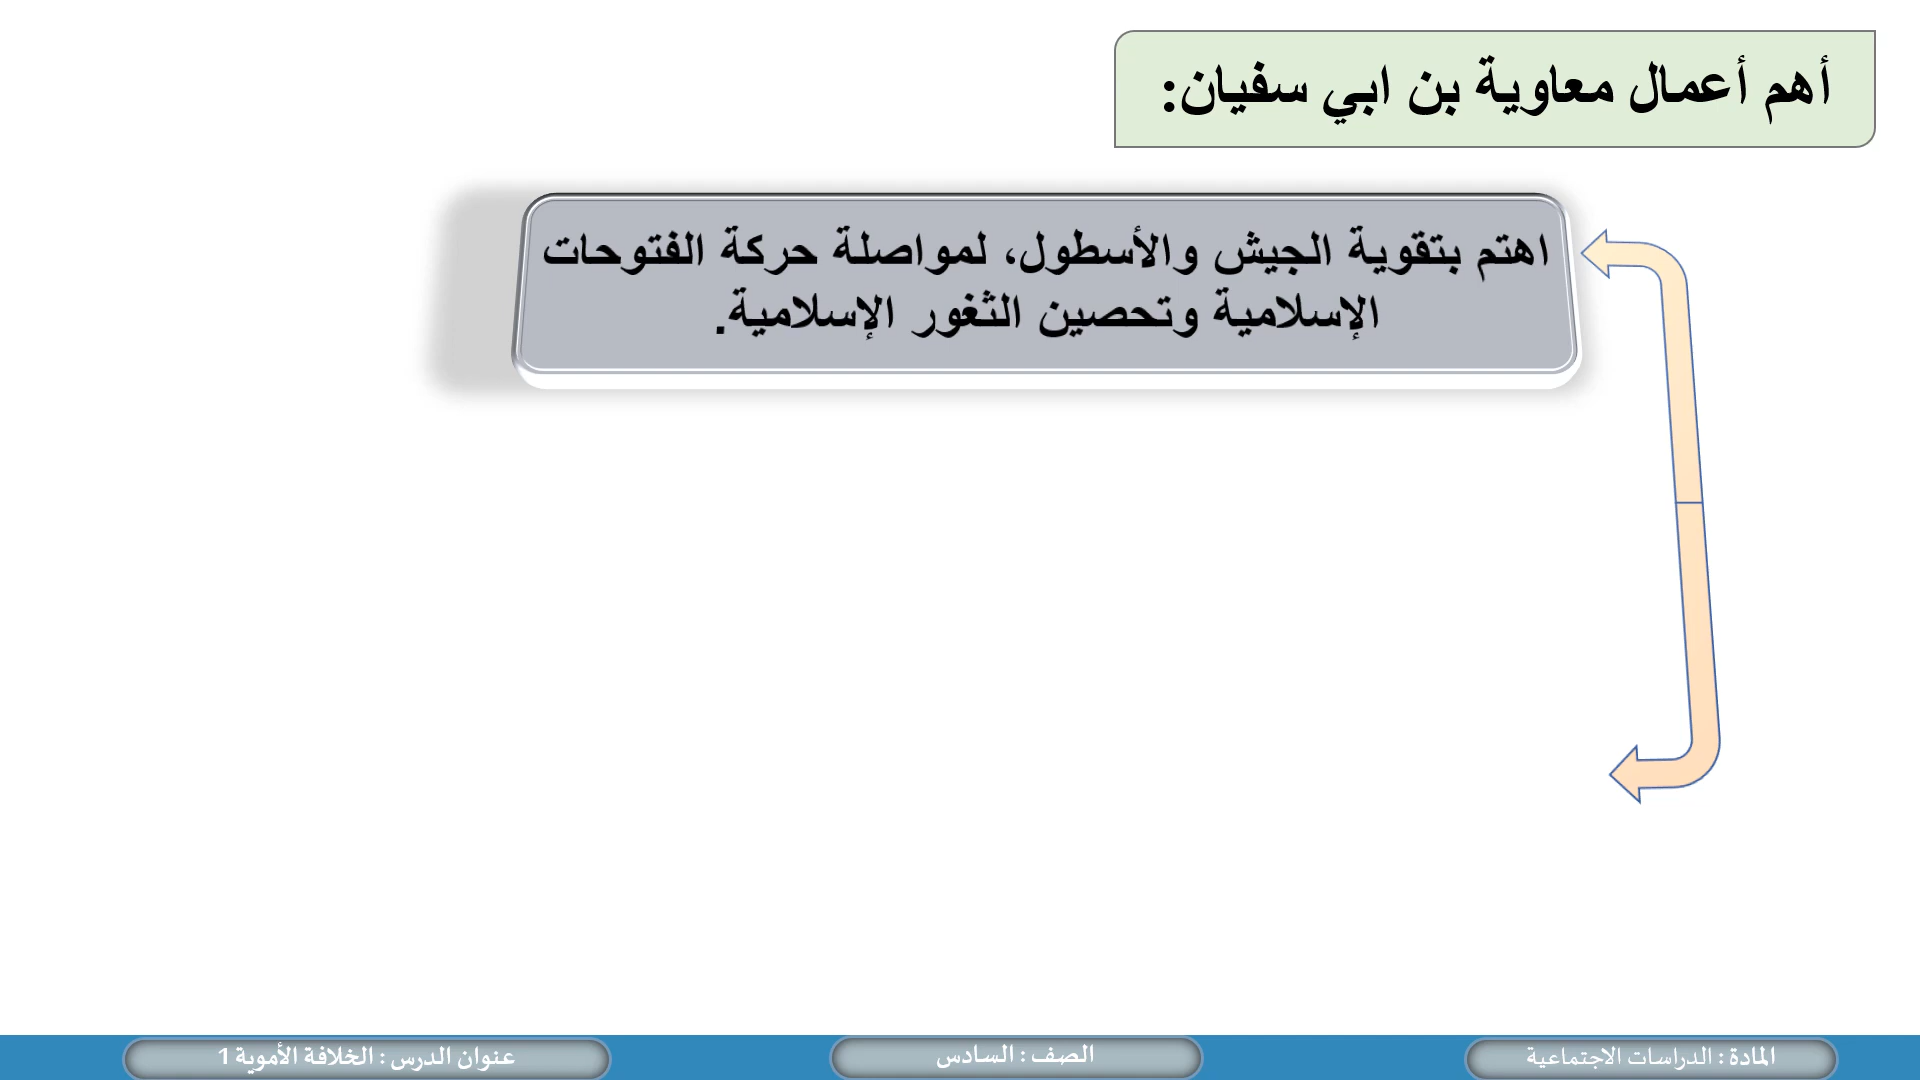 أهم أعمال معاوية بن ابي سفيان:
اهتم بتقوية الجيش والأسطول، لمواصلة حركة الفتوحات
الإسلامية وتحصين الثغور الإسلامية.
المادة : الدراسات الاجتماعية
الصف : السادس
عنوان الدرس : الخلافة الأموية 1